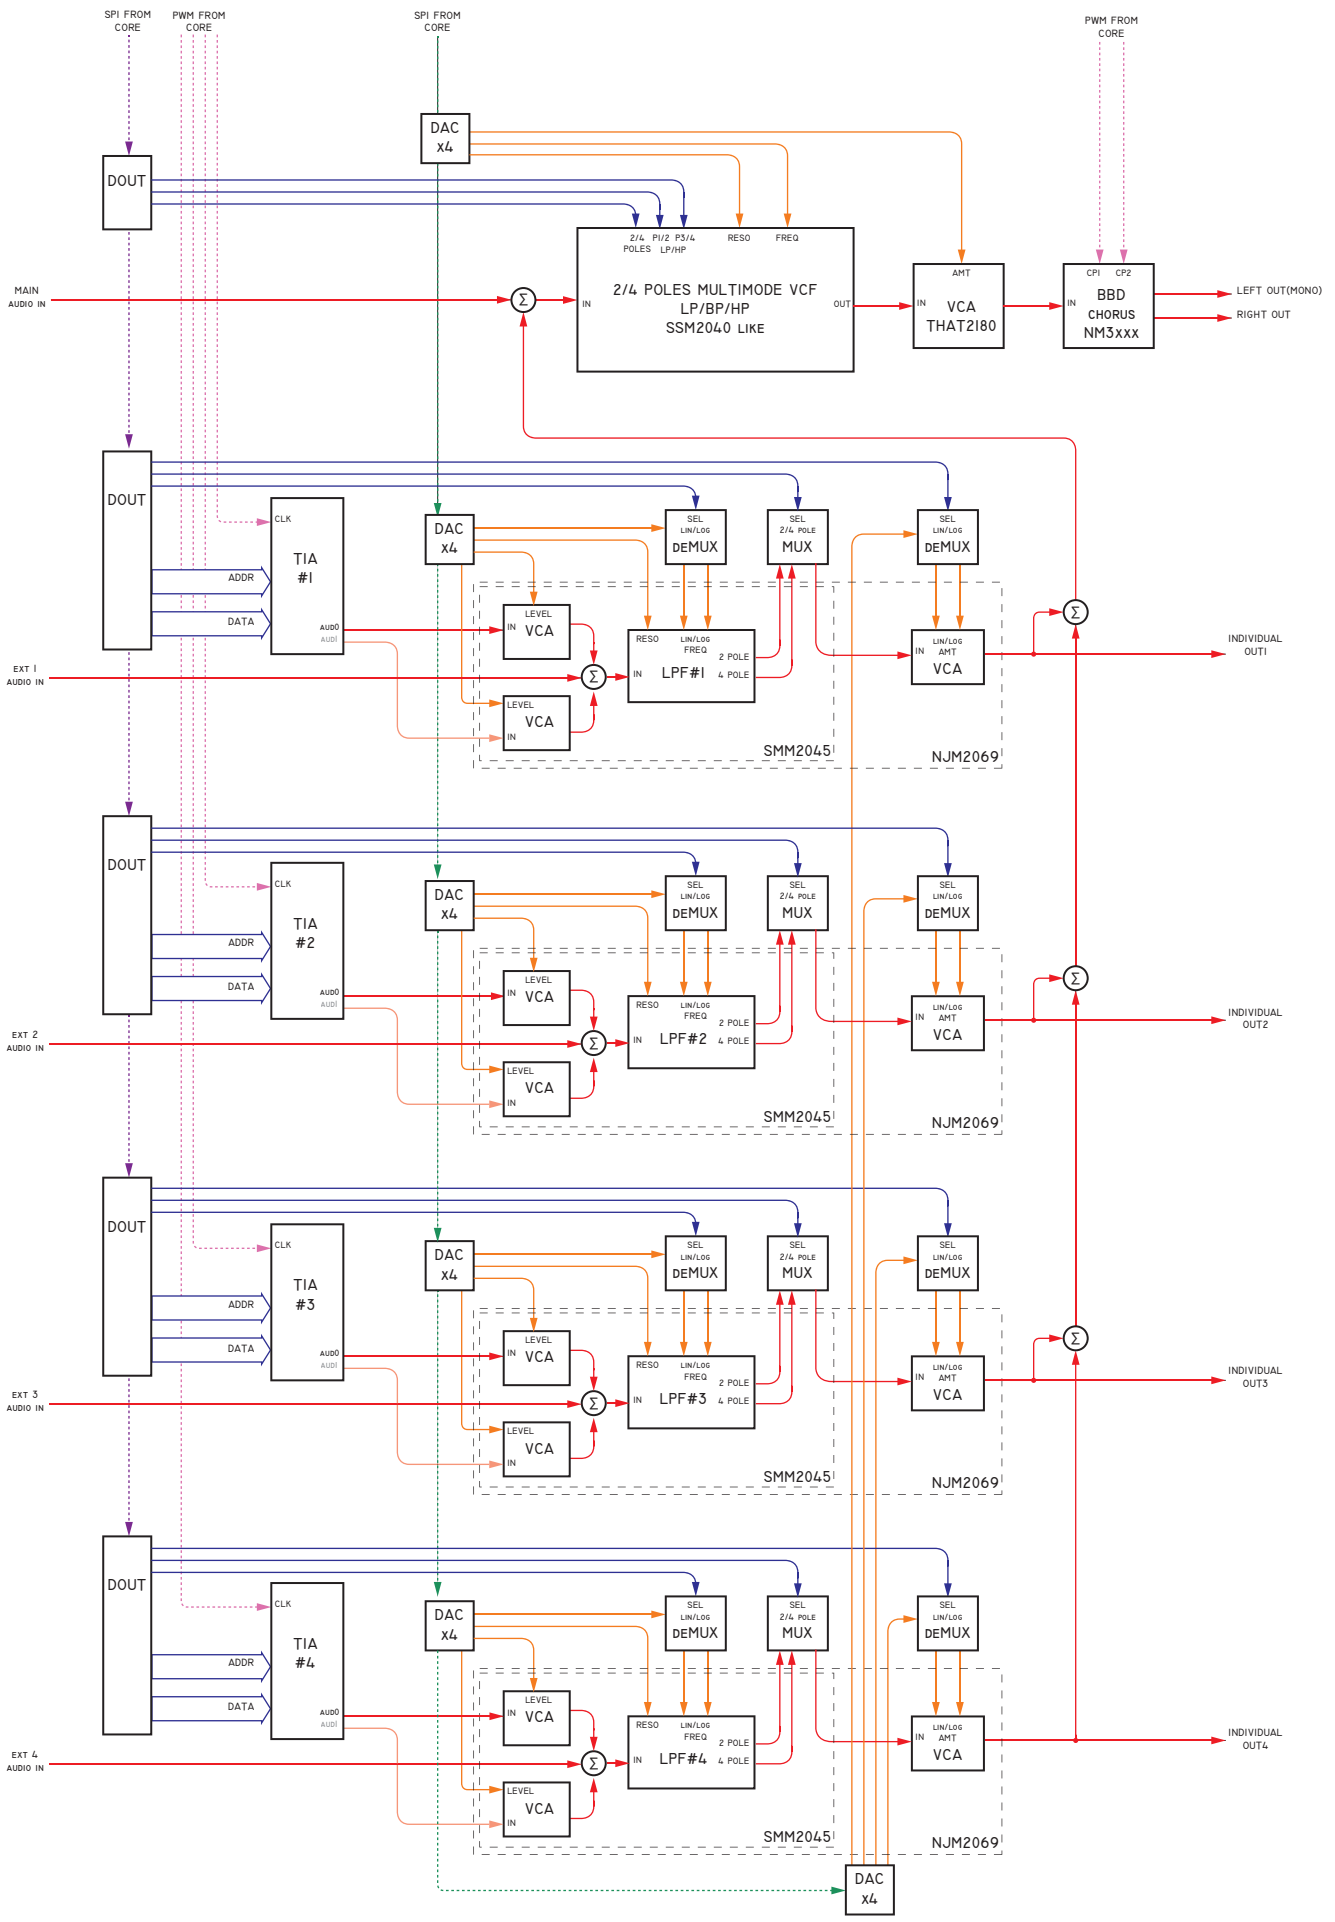 SPI FROM
CORE
PWM FROM
CORE
SPI FROM
CORE
PWM FROM
CORE
DAC
x4
DOUT
2/4
POLES
P1/2 P3/4
LP/HP
RESO
FREQ
MAIN
AUDIO IN
Σ
IN
2/4 POLES MULTIMODE VCF
LP/BP/HP
SSM2040 LIKE
OUT
AMT
IN
VCA
THAT2180
CP1
CP2
IN
BBD
CHORUS
NM3xxx
LEFT OUT(MONO)
RIGHT OUT
DOUT
CLK
TIA
#1
ADDR
DATA
AUD0
AUD1
EXT 1
AUDIO IN
DAC
x4
SEL
LIN/LOG
DEMUX
SEL
2/4 POLE
MUX
SEL
LIN/LOG
DEMUX
LEVEL
IN
VCA
Σ
LEVEL
VCA
IN
RESO
LIN/LOG
FREQ
IN
LPF#1
2 POLE
4 POLE
LIN/LOG
AMT
IN
VCA
Σ
INDIVIDUAL
OUT1
SMM2045
NJM2069
DOUT
CLK
TIA
#2
ADDR
DATA
AUD0
AUD1
EXT 2
AUDIO IN
DAC
x4
SEL
LIN/LOG
DEMUX
SEL
2/4 POLE
MUX
SEL
LIN/LOG
DEMUX
LEVEL
IN
VCA
Σ
LEVEL
VCA
IN
RESO
LIN/LOG
FREQ
IN
LPF#2
2 POLE
4 POLE
LIN/LOG
AMT
IN
VCA
Σ
INDIVIDUAL
OUT2
SMM2045
NJM2069
DOUT
CLK
TIA
#3
ADDR
DATA
AUD0
AUD1
EXT 3
AUDIO IN
DAC
x4
SEL
LIN/LOG
DEMUX
SEL
2/4 POLE
MUX
SEL
LIN/LOG
DEMUX
LEVEL
IN
VCA
Σ
LEVEL
VCA
IN
RESO
LIN/LOG
FREQ
IN
LPF#3
2 POLE
4 POLE
LIN/LOG
AMT
IN
VCA
Σ
INDIVIDUAL
OUT3
SMM2045
NJM2069
DOUT
CLK
TIA
#4
ADDR
DATA
AUD0
AUD1
EXT 4
AUDIO IN
DAC
x4
SEL
LIN/LOG
DEMUX
SEL
2/4 POLE
MUX
SEL
LIN/LOG
DEMUX
LEVEL
IN
VCA
Σ
LEVEL
VCA
IN
RESO
LIN/LOG
FREQ
IN
LPF#4
2 POLE
4 POLE
LIN/LOG
AMT
IN
VCA
INDIVIDUAL
OUT4
SMM2045
NJM2069
DAC
x4